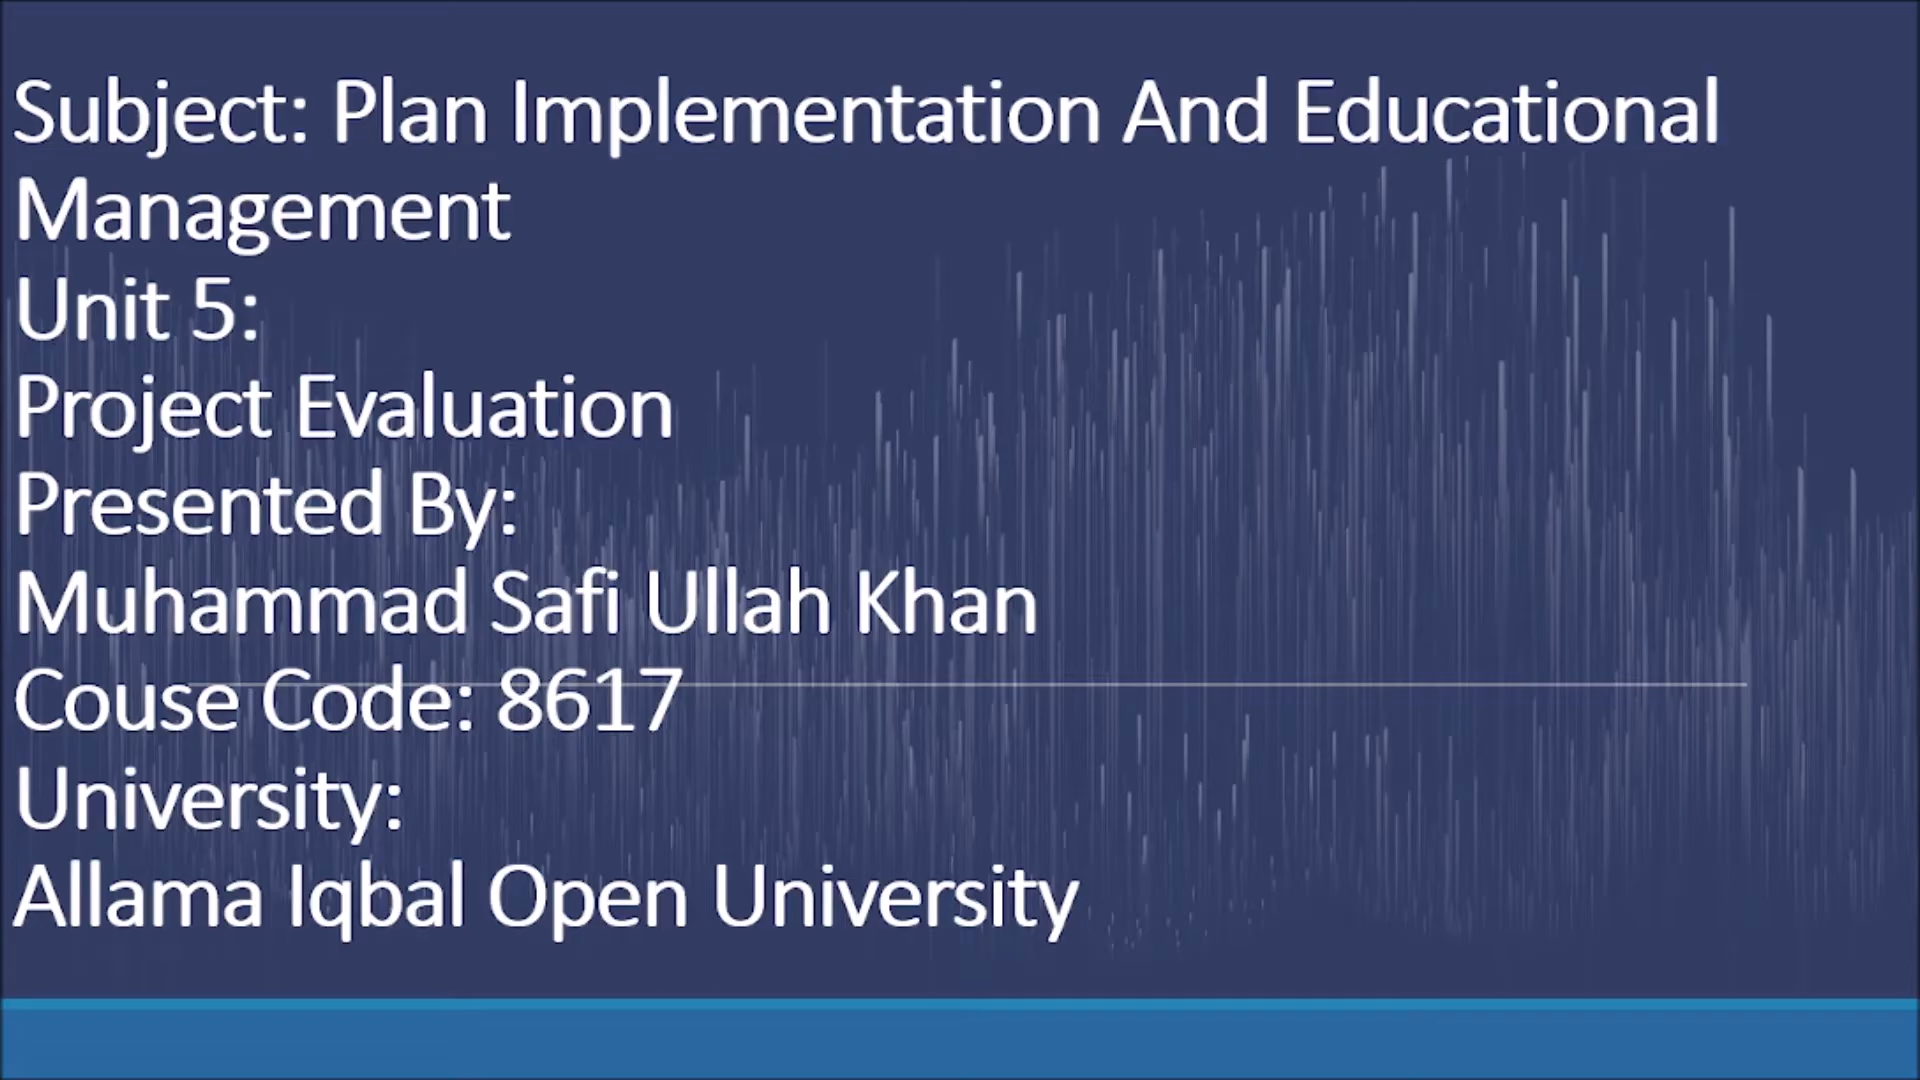 Subject: Plan Implementation And Educational
Management
Unit 5:
Project Evaluation
Presented By:
Muhammad Safi Ullah Khan
Couse Code: 8617
University:
Allama Iqbal Open University